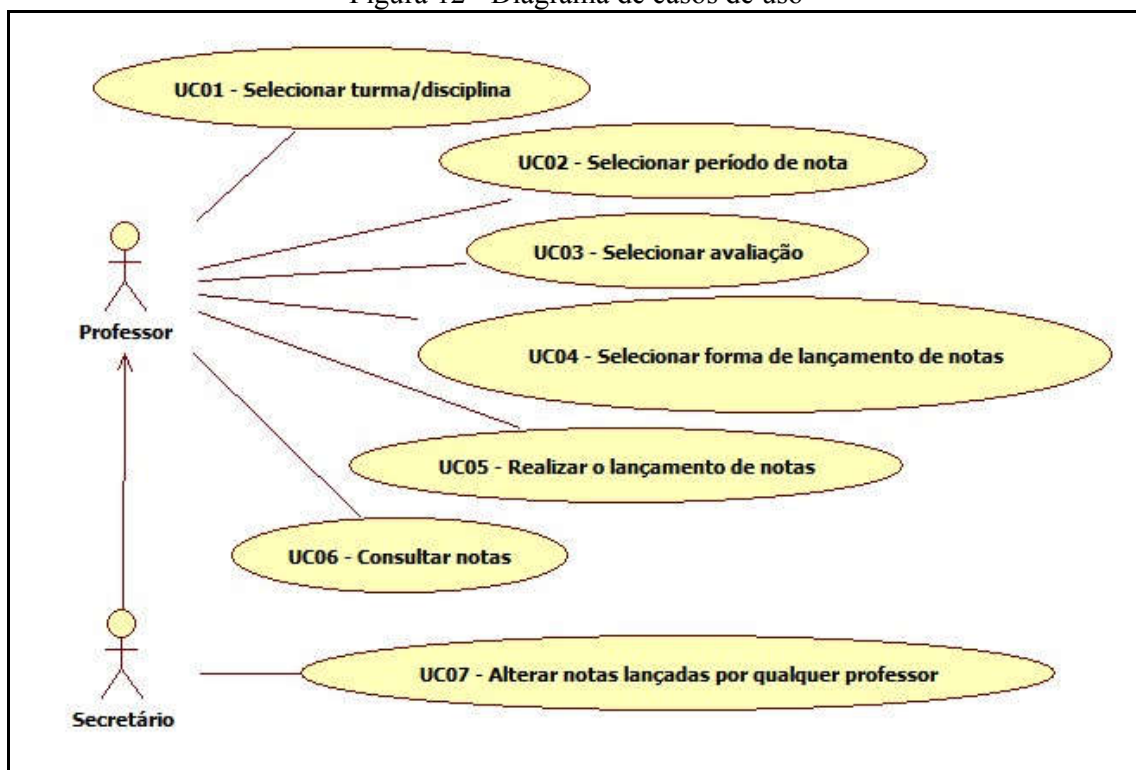 Figura 12 - Diagrama de casos de uso
UC01 - Selecionar turma/disciplina
UC02 - Selecionar período de nota
UC03 - Selecionar avaliação
Professor
UC04 - Selecionar forma de lançamento de notas
UC05 - Realizar o lançamento de notas
UC06 - Consultar notas
UC07 - Alterar notas lançadas por qualquer professor
Secretário